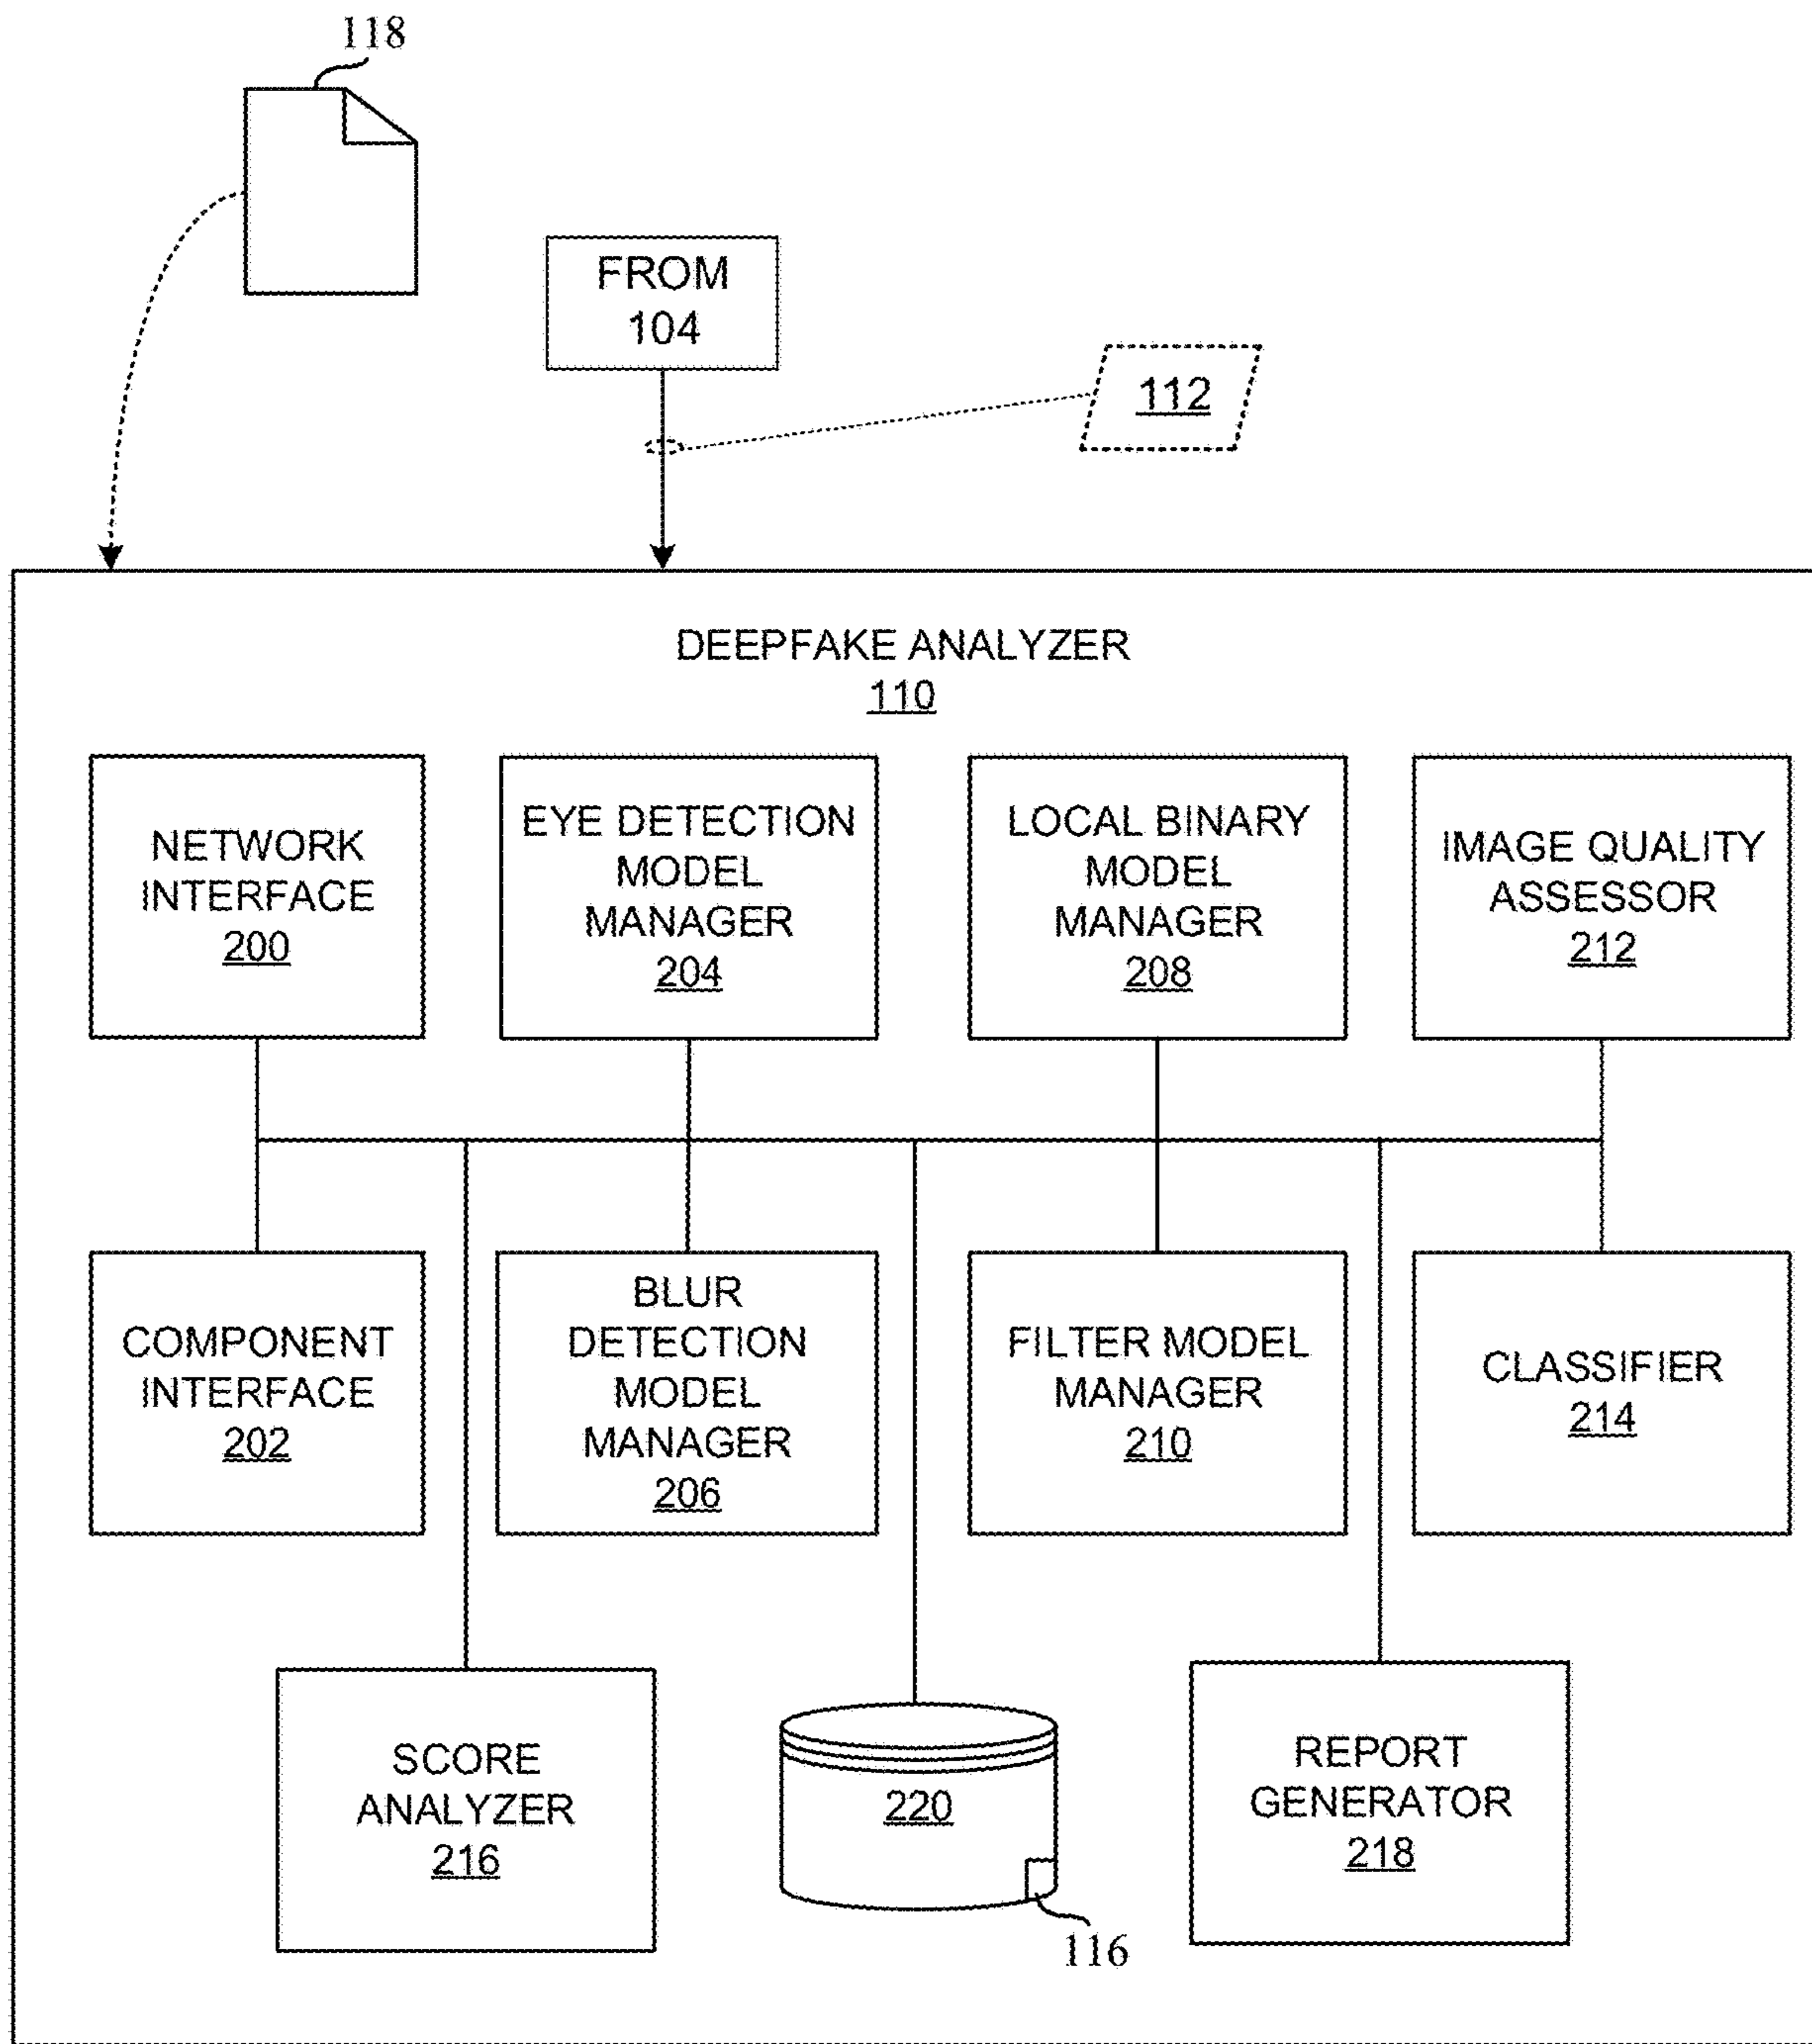 118
FROM
104
112
DEEPFAKE ANALYZER
110
NETWORK
INTERFACE
200
EYE DETECTION
MODEL
MANAGER
204
LOCAL BINARY
MODEL
MANAGER
208
IMAGE QUALITY
ASSESSOR
212
COMPONENT
INTERFACE
202
BLUR
DETECTION
MODEL
MANAGER
206
FILTER MODEL
MANAGER
210
CLASSIFIER
214
SCORE
ANALYZER
216
220
116
REPORT
GENERATOR
218